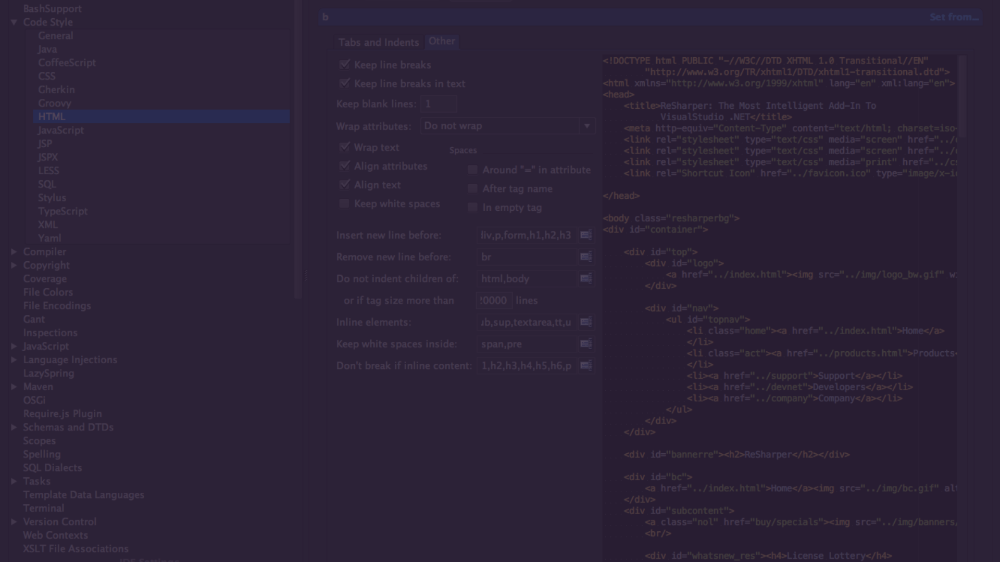 BashSupport
Code Style
General
Java
CoffeeScript
CSS
Gherkin
Groovy
HTML
JavaScript
JSP
JSPX
LESS
SQL
Stylus
TypeScript
XML
Yaml
Compiler
Copyright
Coverage
File Colors
File Encodings
Gant
Inspections
JavaScript
Language Injections
LazySpring
Maven
OSGi
Require.js Plugin
Schemas and DTDs
Scopes
Spelling
SQL Dialects
Tasks
Template Data Languages
Terminal
Version Control
Web Contexts
XSLT File Associations
IDE Settings
b
Set from...
Tabs and Indents Other
Keep line breaks
Keep line breaks in text
Keep blank lines: 1
Wrap attributes: Do not wrap
Wrap text
Align attributes
Align text
Keep white spaces
Spaces
Around "=" in attribute
After tag name
In empty tag
Insert new line before: liv,p,form,h1,h2,h3
Remove new line before: br
Do not indent children of: html,body
or if tag size more than !0000 lines
Inline elements: ub,sup,textarea,tt,u
Keep white spaces inside: span,pre
Don't break if inline content: 1,h2,h3,h4,h5,h6,p
<!DOCTYPE html PUBLIC "-//W3C//DTD XHTML 1.0 Transitional//EN"
"http://www.w3.org/TR/xhtml1/DTD/xhtml1-transitional.dtd">
<html xmlns="http://www.w3.org/1999/xhtml" lang="en" xml:lang="en">
<head>
<title>ReSharper: The Most Intelligent Add-In To
VisualStudio .NET</title>
<meta http-equiv="Content-Type" content="text/html; charset=iso-
<link rel="stylesheet" type="text/css" media="screen" href="../c
<link rel="stylesheet" type="text/css" media="screen" href="../
<link rel="stylesheet" type="text/css" media="print" href="../cs
<link rel="Shortcut Icon" href="../favicon.ico" type="image/x-ic
</head>
<body class="resharperbg">
<div id="container">
<div id="top">
<div id="logo">
<a href="../index.html"><img src="../img/logo_bw.gif" wi
</div>
<div id="nav">
<ul id="topnav">
<li class="home"><a href="../index.html">Home</a>
</li>
<li class="act"><a href="../products.html">Products<
</li>
<li><a href="../support">Support</a></li>
<li><a href="../devnet">Developers</a></li>
<li><a href="../company">Company</a></li>
</ul>
</div>
</div>
<div id="bannerre"><h2>ReSharper</h2></div>
<div id="bc">
<a href="../index.html">Home</a><img src="../img/bc.gif" alt
</div>
<div id="subcontent">
<a class="nol" href="buy/specials"><img src="../img/banners/
<br/>
<div id="whatsnew_res"><h4>License Lottery</h4>